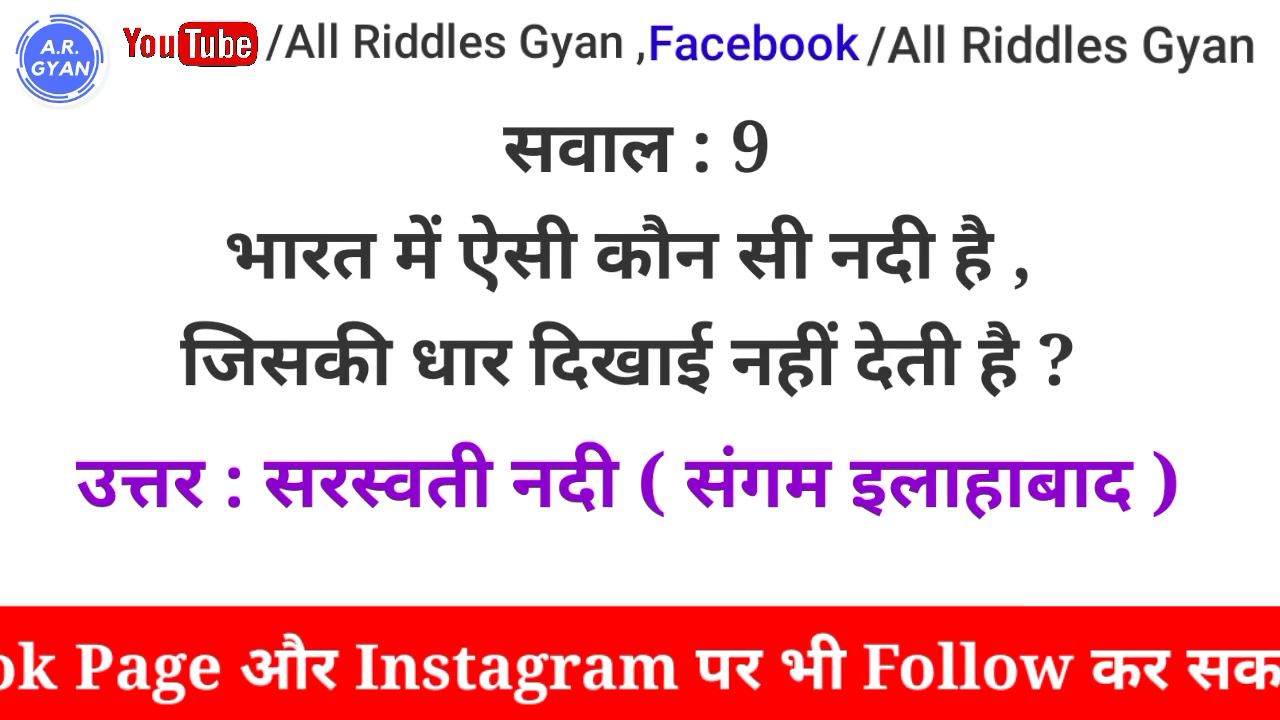 A.R. GYAN
YouTube /All Riddles Gyan , Facebook /All Riddles Gyan
सवाल : 9
भारत में ऐसी कौन सी नदी है ,
जिसकी धार दिखाई नहीं देती है ?
उत्तर : सरस्वती नदी ( संगम इलाहाबाद )
ok Page और Instagram पर भी Follow कर सक